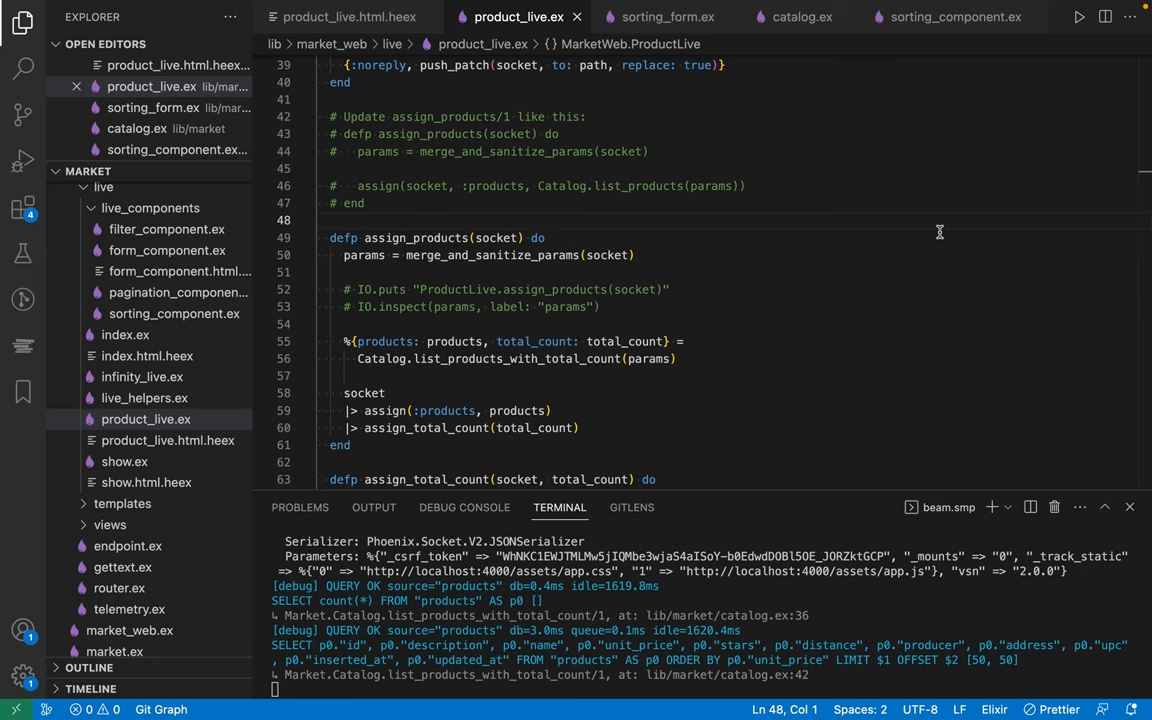 EXPLORER
product_live.html.heex
product_live.ex
sorting_form.ex
catalog.ex
sorting_component.ex
OPEN EDITORS
product_live.html.heex...
product_live.ex lib/mar...
sorting_form.ex lib/mar...
catalog.ex lib/market
sorting_component.ex...
MARKET
live
live_components
filter_component.ex
form_component.ex
form_component.html....
pagination_componen...
sorting_component.ex
index.ex
index.html.heex
infinity_live.ex
live_helpers.ex
product_live.ex
product_live.html.heex
show.ex
show.html.heex
templates
views
endpoint.ex
gettext.ex
router.ex
telemetry.ex
market_web.ex
market.ex
OUTLINE
TIMELINE
4
1
1
lib > market_web > live > product_live.ex > {} MarketWeb.ProductLive
39 {:noreply, push_patch(socket, to: path, replace: true)}
40 end
41
42 # Update assign_products/1 like this:
43 # defp assign_products(socket) do
44 #   params = merge_and_sanitize_params(socket)
45
46 #   assign(socket, :products, Catalog.list_products(params))
47 # end
48
49 defp assign_products(socket) do
50 params = merge_and_sanitize_params(socket)
51
52 # IO.puts "ProductLive.assign_products(socket)"
53 # IO.inspect(params, label: "params")
54
55 %{products: products, total_count: total_count} =
56 Catalog.list_products_with_total_count(params)
57
58 socket
59 |> assign(:products, products)
60 |> assign_total_count(total_count)
61 end
62
63 defp assign_total_count(socket, total_count) do
PROBLEMS
OUTPUT
DEBUG CONSOLE
TERMINAL
GITLENS
beam.smp
Serializer: Phoenix.Socket.V2.JSONSerializer
Parameters: %{"_csrf_token" => "WhNKC1EWJTMLMw5jIQMbe3wjaS4aISoY-b0EdwdDOBl5OE_JORZktGCP", "_mounts" => "0", "_track_static"
=> %{"0" => "http://localhost:4000/assets/app.css", "1" => "http://localhost:4000/assets/app.js"}, "vsn" => "2.0.0"}
[debug] QUERY OK source="products" db=0.4ms idle=1619.8ms
SELECT count(*) FROM "products" AS p0 []
↳ Market.Catalog.list_products_with_total_count/1, at: lib/market/catalog.ex:36
[debug] QUERY OK source="products" db=3.0ms queue=0.1ms idle=1620.4ms
SELECT p0."id", p0."description", p0."name", p0."unit_price", p0."stars", p0."distance", p0."producer", p0."address", p0."upc"
, p0."inserted_at", p0."updated_at" FROM "products" AS p0 ORDER BY p0."unit_price" LIMIT $1 OFFSET $2 [50, 50]
↳ Market.Catalog.list_products_with_total_count/1, at: lib/market/catalog.ex:42
0
0
Git Graph
Ln 48, Col 1
Spaces: 2
UTF-8
LF
Elixir
Prettier